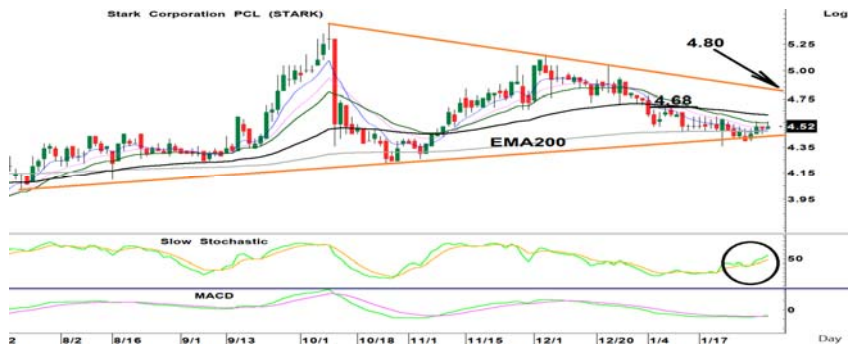 Stark Corporation PCL (STARK)
Log
5.25
4.80
5.00
4.75
4.68
4.52
EMA200
4.35
4.15
3.95
Slow Stochastic
50
MACD
0
2 8/2 8/16 9/1 9/13 10/1 10/18 11/1 11/15 12/1 12/20 1/4 1/17 Day